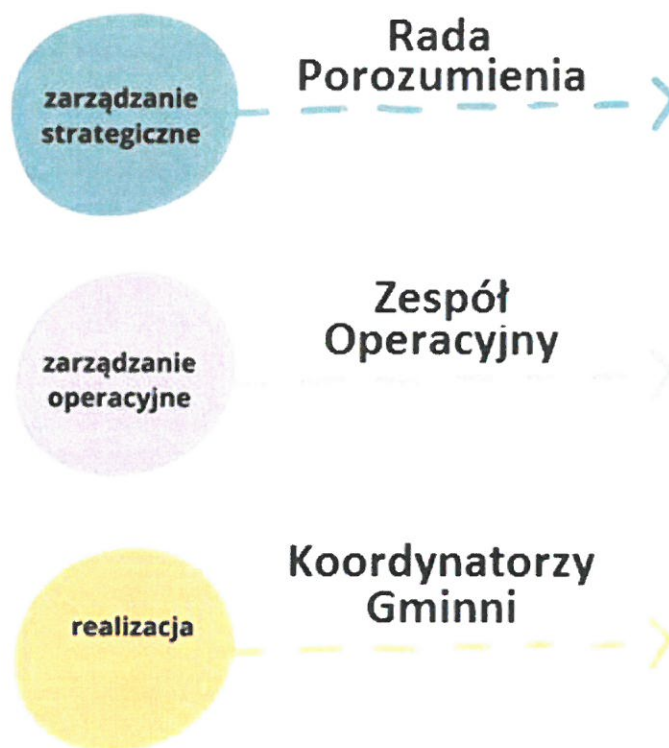 Rada
Porozumienia
zarządzanie
strategiczne
Zespół
Operacyjny
zarządzanie
operacyjne
Koordynatorzy
Gminni
realizacja